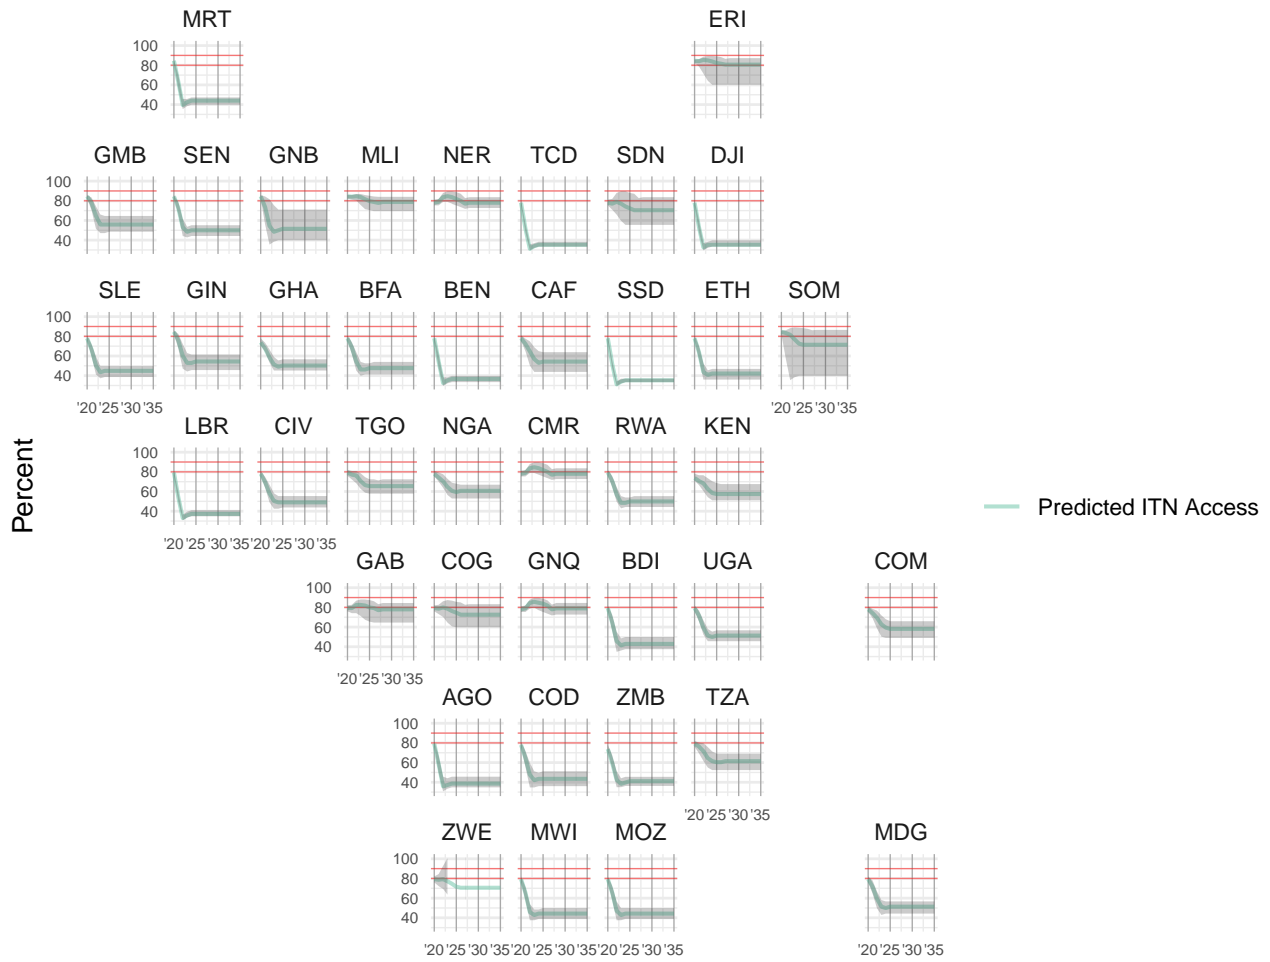 MRT ERI
100
80
60
40
GMB SEN GNB MLI NER TCD SDN DJI
100
80
60
40
SLE GIN GHA BFA BEN CAF SSD ETH SOM
100
80
60
40
'20 '25 '30 '35 '20 '25 '30 '35
LBR CIV TGO NGA CMR RWA KEN
100
80
60
40
'20 '25 '30 '35 '20 '25 '30 '35
Percent
Predicted ITN Access
GAB COG GNQ BDI UGA COM
100
80
60
40
'20 '25 '30 '35
AGO COD ZMB TZA
100
80
60
40
'20 '25 '30 '35
ZWE MWI MOZ MDG
100
80
60
40
'20 '25 '30 '35 '20 '25 '30 '35 '20 '25 '30 '35 '20 '25 '30 '35